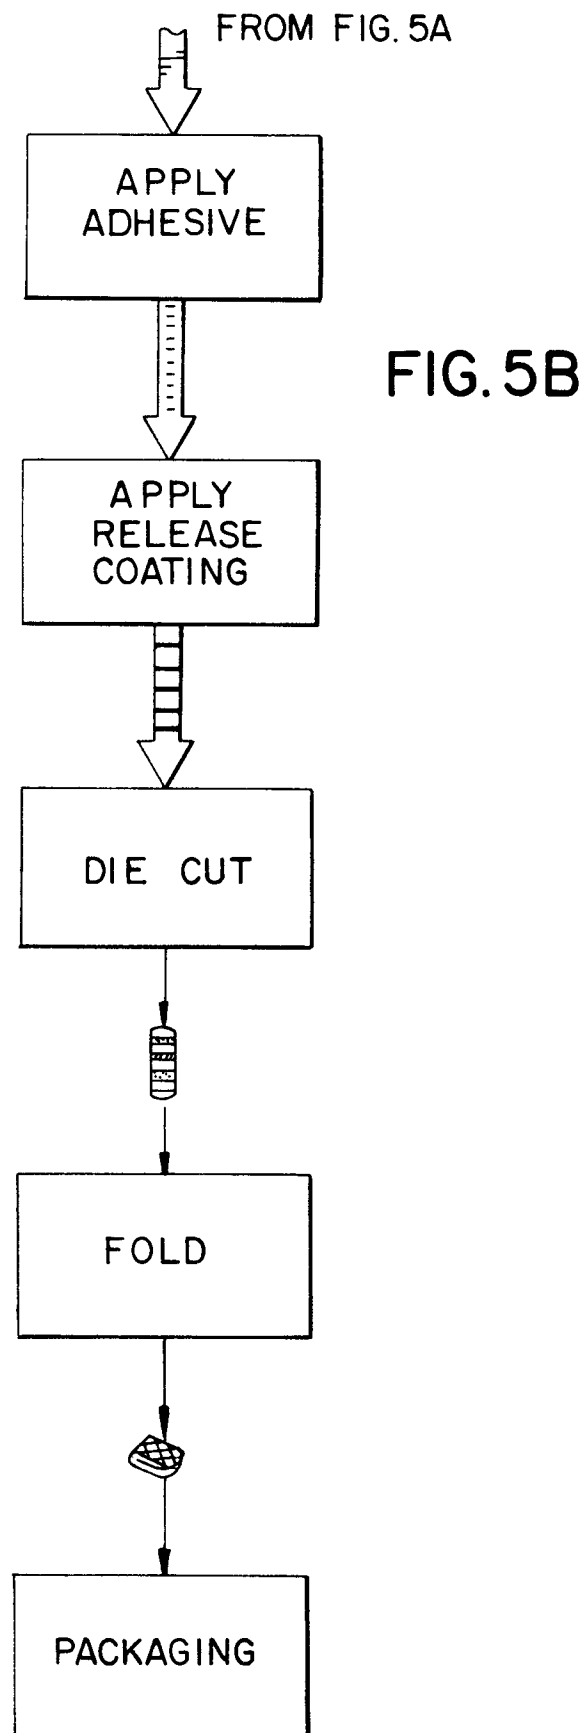 FROM FIG. 5A
APPLY
ADHESIVE
FIG. 5B
APPLY
RELEASE
COATING
DIE CUT
FOLD
PACKAGING